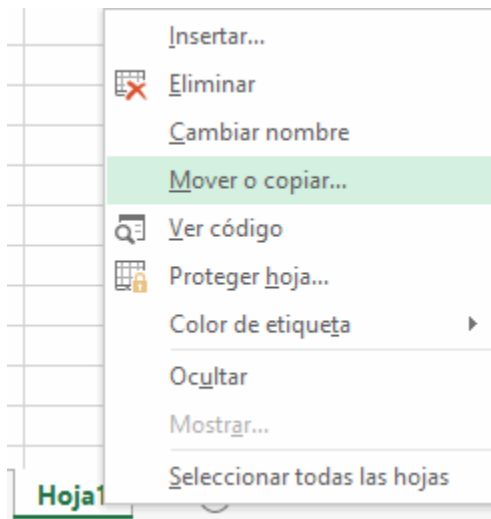 Insertar...
Eliminar
Cambiar nombre
Mover o copiar...
Ver código
Proteger hoja...
Color de etiqueta
Ocultar
Mostrar...
Seleccionar todas las hojas
Hoja1